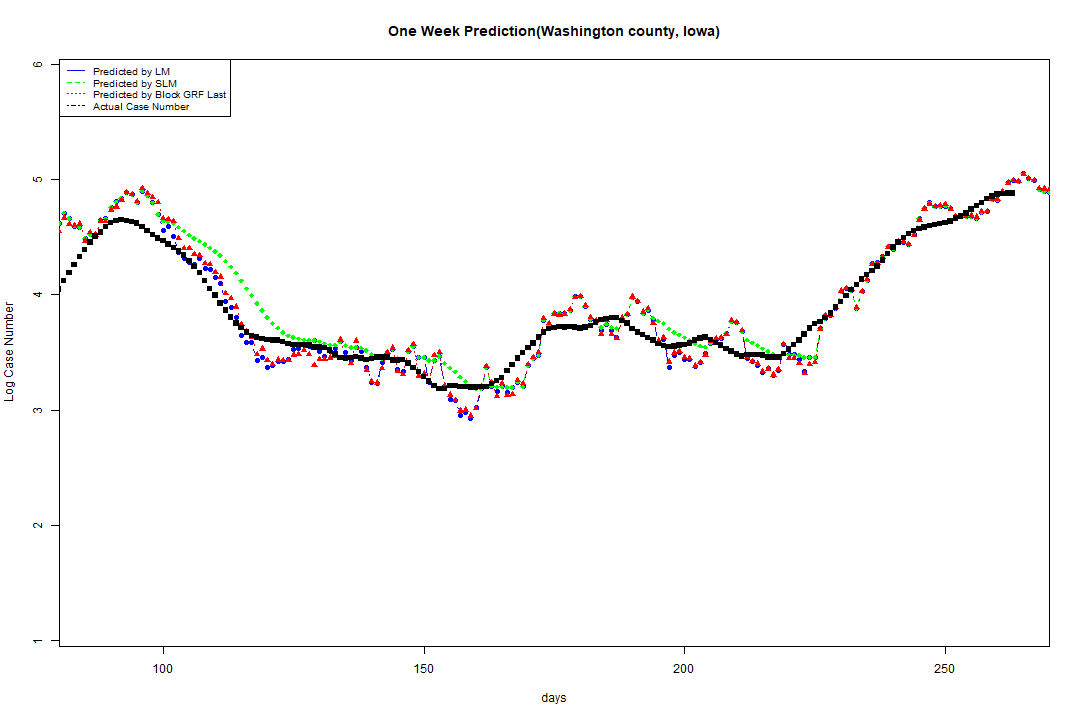 One Week Prediction(Washington county, Iowa)
Predicted by LM
Predicted by SLM
Predicted by Block GRF Last
Actual Case Number
Log Case Number
6
5
4
3
2
1
100 150 200 250
days